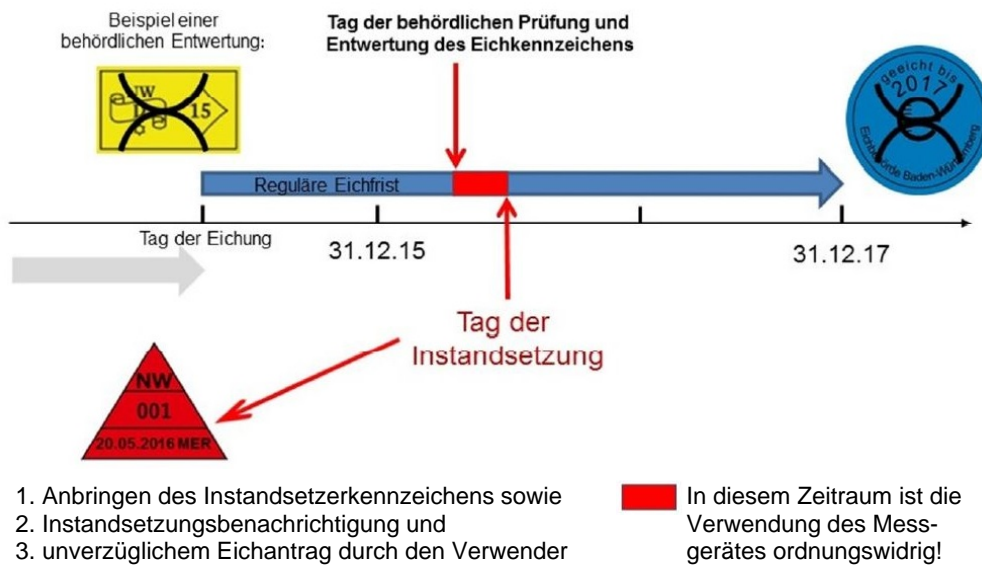 Beispiel einer
behördlichen Entwertung:
Tag der behördlichen Prüfung und
Entwertung des Eichkennzeichens
geeicht bis
2017
Eichbehörde Baden-Württemberg
NW
D
15
Reguläre Eichfrist
Tag der Eichung
31.12.15
31.12.17
Tag der
Instandsetzung
NW
001
20.05.2016 MER
1. Anbringen des Instandsetzerkennzeichens sowie
2. Instandsetzungsbenachrichtigung und
3. unverzüglichem Eichantrag durch den Verwender
In diesem Zeitraum ist die
Verwendung des Mess-
gerätes ordnungswidrig!